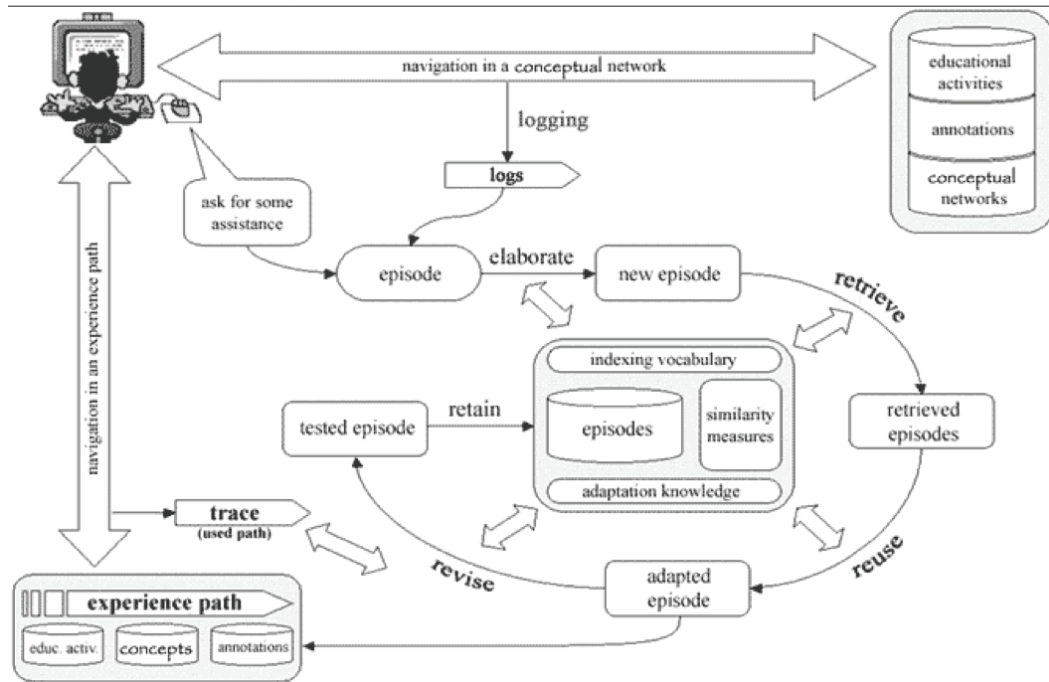 navigation in a conceptual network
educational
activities
annotations
conceptual
networks
logging
logs
ask for some
assistance
episode
elaborate
new episode
retrieve
navigation in an experience path
indexing vocabulary
episodes
similarity
measures
adaptation knowledge
tested episode
retain
retrieved
episodes
trace
(used path)
revise
adapted
episode
reuse
experience path
educ. activ.
concepts
annotations